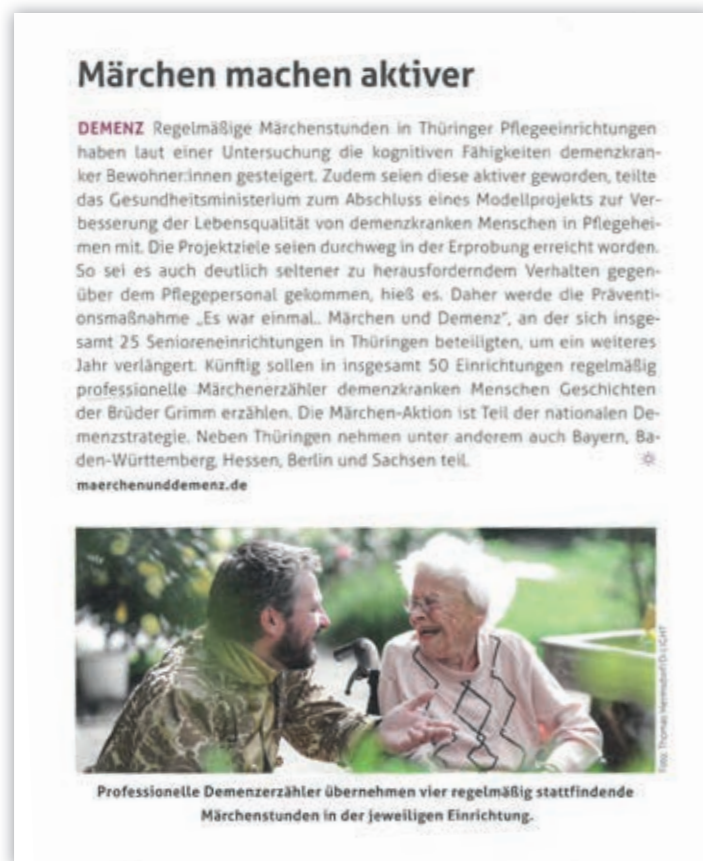 Märchen machen aktiver
DEMENZ Regelmäßige Märchenstunden in Thüringer Pflegeeinrichtungen
haben laut einer Untersuchung die kognitiven Fähigkeiten demenzkran-
ker Bewohner:innen gesteigert. Zudem seien diese aktiver geworden, teilte
das Gesundheitsministerium zum Abschluss eines Modellprojekts zur Ver-
besserung der Lebensqualität von demenzkranken Menschen in Pflegehei-
men mit. Die Projektziele seien durchweg in der Erprobung erreicht worden.
So sei es auch deutlich seltener zu herausforderndem Verhalten gegen-
über dem Pflegepersonal gekommen, hieß es. Daher werde die Präventi-
onsmaßnahme „Es war einmal.. Märchen und Demenz“, an der sich insge-
samt 25 Senioreneinrichtungen in Thüringen beteiligten, um ein weiteres
Jahr verlängert. Künftig sollen in insgesamt 50 Einrichtungen regelmäßig
professionelle Märchenerzähler demenzkranken Menschen Geschichten
der Brüder Grimm erzählen. Die Märchen-Aktion ist Teil der nationalen De-
menzstrategie. Neben Thüringen nehmen unter anderem auch Bayern, Ba-
den-Württemberg, Hessen, Berlin und Sachsen teil.
maerchenunddemenz.de
Foto: Thomas Hermsdorf/D-LIGHT
Professionelle Demenzerzähler übernehmen vier regelmäßig stattfindende
Märchenstunden in der jeweiligen Einrichtung.